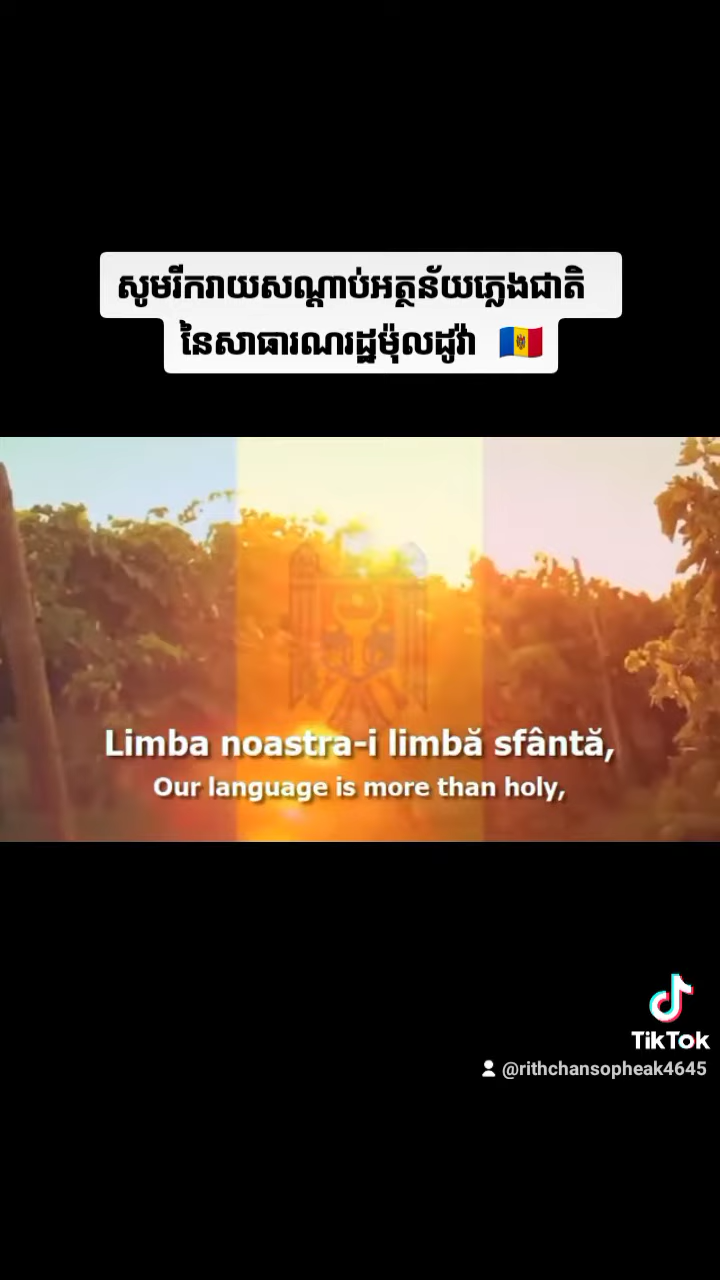 សូមរីករាយសណ្ដាប់អត្ថន័យភ្លេងជាតិ
នៃសាធារណរដ្ឋម៉ុលដូវ៉ា 🇲🇩
Limba noastra-i limbă sfântă,
Our language is more than holy,
TikTok
@rithchansopheak4645